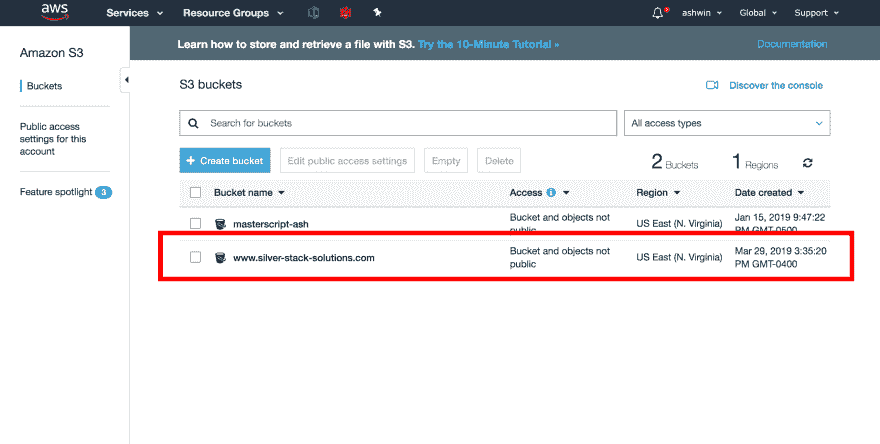 aws Services Resource Groups ashwin Global Support
Amazon S3
Buckets
Public access
settings for this
account
Feature spotlight 3
Learn how to store and retrieve a file with S3. Try the 10-Minute Tutorial » Documentation
S3 buckets Discover the console
Search for buckets All access types
+ Create bucket Edit public access settings Empty Delete 2 Buckets 1 Regions
Bucket name Access Region Date created
masterscript-ash Bucket and objects not public US East (N. Virginia) Jan 15, 2019 9:47:22 PM GMT-0500
www.silver-stack-solutions.com Bucket and objects not public US East (N. Virginia) Mar 29, 2019 3:35:20 PM GMT-0400